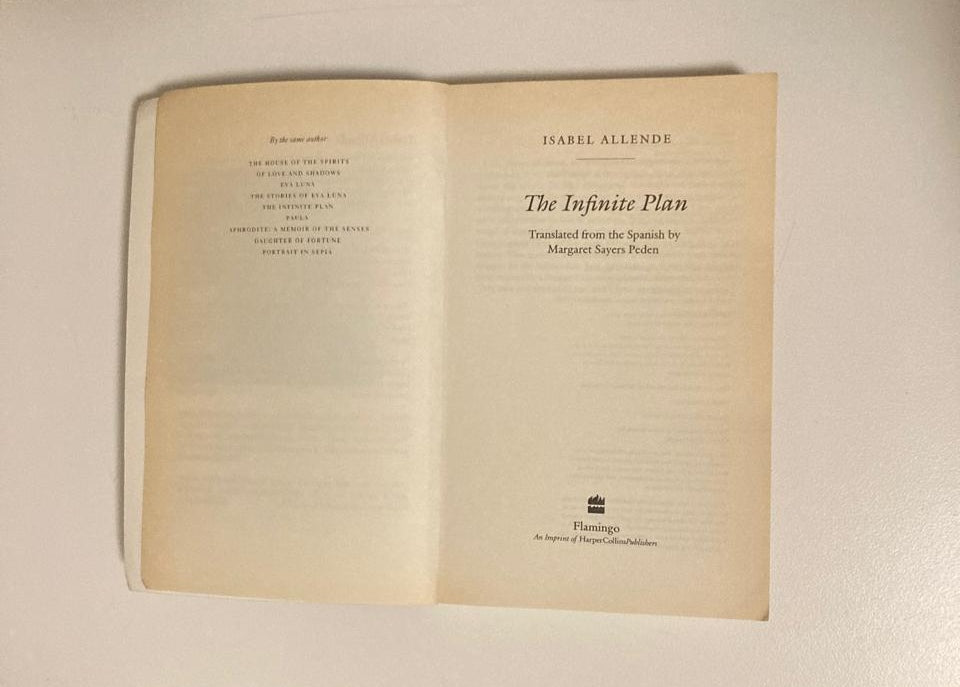 By the same author
THE HOUSE OF THE SPIRITS
OF LOVE AND SHADOWS
EVA LUNA
THE STORIES OF EVA LUNA
THE INFINITE PLAN
PAULA
APHRODITE: A MEMOIR OF THE SENSES
DAUGHTER OF FORTUNE
PORTRAIT IN SEPIA
ISABEL ALLENDE
The Infinite Plan
Translated from the Spanish by
Margaret Sayers Peden
Flamingo
An Imprint of HarperCollinsPublishers